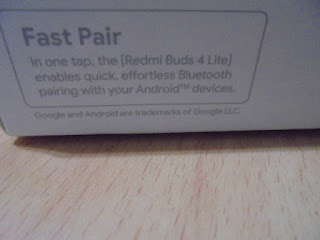 Fast Pair
In one tap, the [Redmi Buds 4 Lite]
enables quick, effortless Bluetooth
pairing with your Android™ devices.
Google and Android are trademarks of Google LLC.